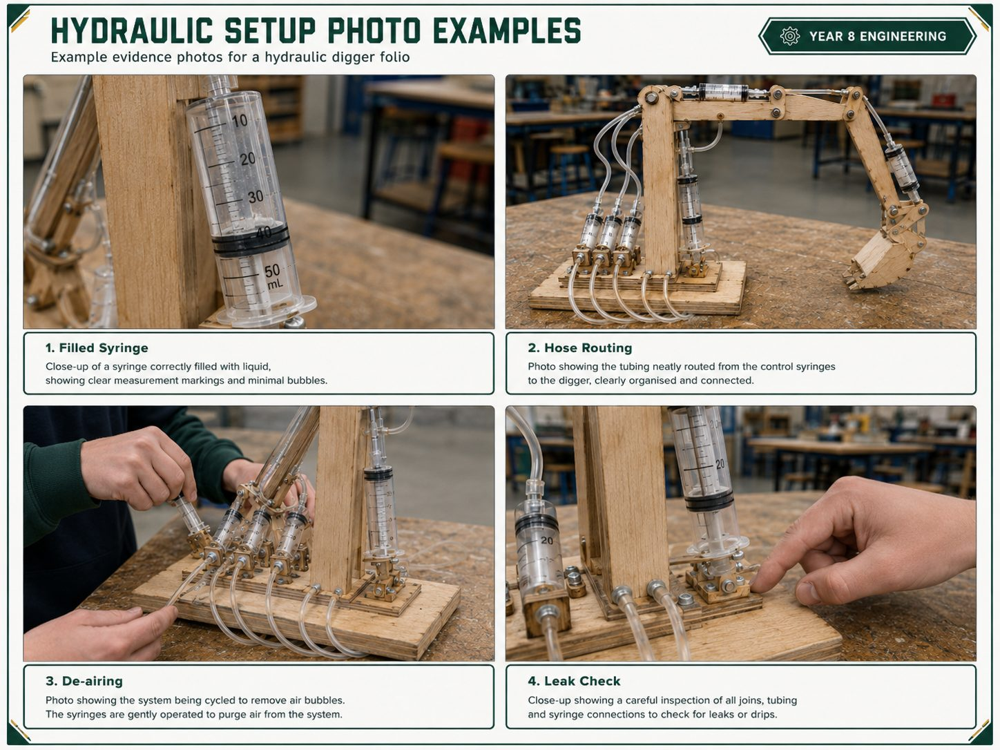 HYDRAULIC SETUP PHOTO EXAMPLES
Example evidence photos for a hydraulic digger folio
YEAR 8 ENGINEERING
10
20
30
40
50
mL
1. Filled Syringe
Close-up of a syringe correctly filled with liquid,
showing clear measurement markings and minimal bubbles.
2. Hose Routing
Photo showing the tubing neatly routed from the control syringes
to the digger, clearly organised and connected.
3. De-airing
Photo showing the system being cycled to remove air bubbles.
The syringes are gently operated to purge air from the system.
20
20
4. Leak Check
Close-up showing a careful inspection of all joins, tubing
and syringe connections to check for leaks or drips.